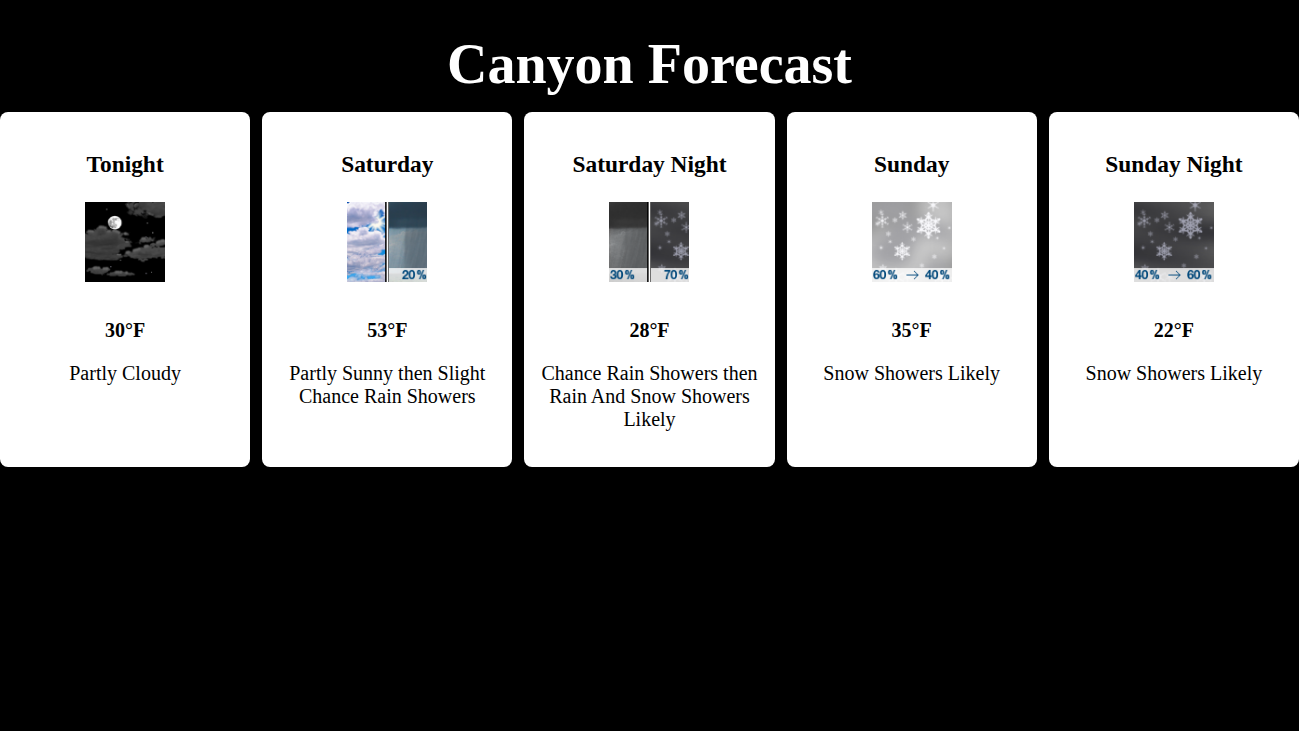 Canyon Forecast
Tonight
30°F
Partly Cloudy
Saturday
20%
53°F
Partly Sunny then Slight
Chance Rain Showers
Saturday Night
30% 70%
28°F
Chance Rain Showers then
Rain And Snow Showers
Likely
Sunday
60% → 40%
35°F
Snow Showers Likely
Sunday Night
40% → 60%
22°F
Snow Showers Likely